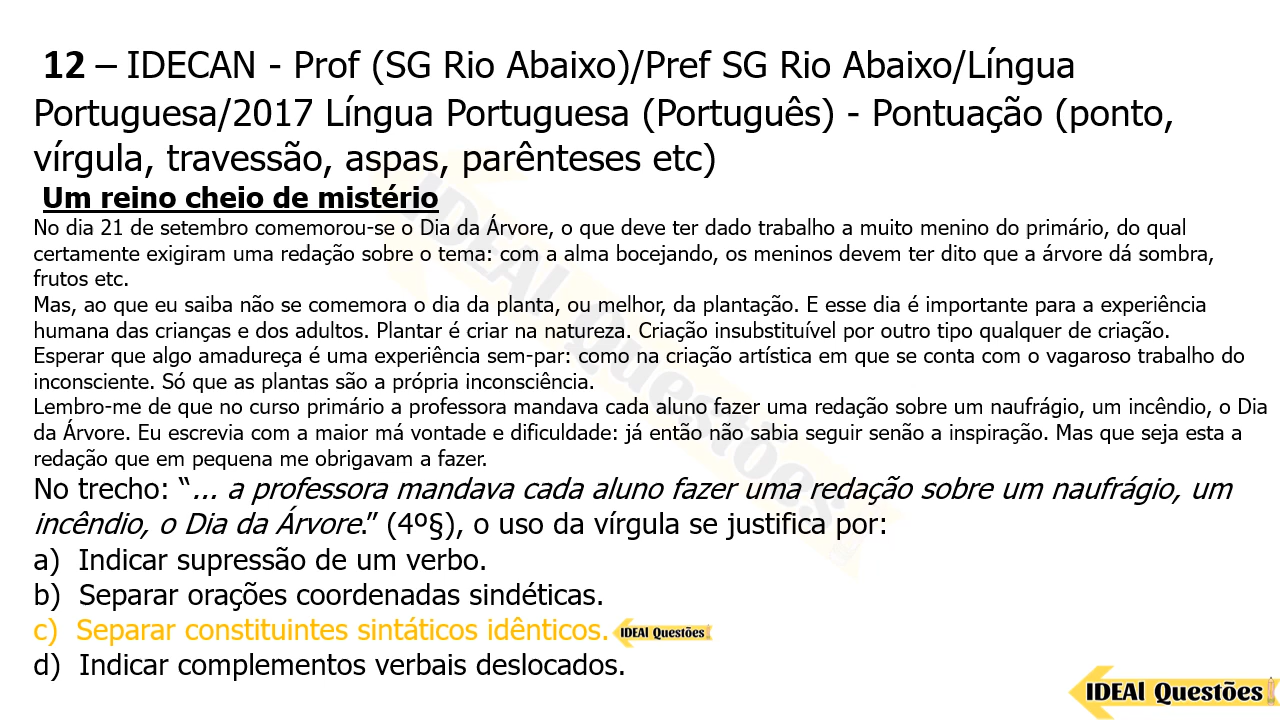 12 – IDECAN - Prof (SG Rio Abaixo)/Pref SG Rio Abaixo/Língua
Portuguesa/2017 Língua Portuguesa (Português) - Pontuação (ponto,
vírgula, travessão, aspas, parênteses etc)
Um reino cheio de mistério
No dia 21 de setembro comemorou-se o Dia da Árvore, o que deve ter dado trabalho a muito menino do primário, do qual
certamente exigiram uma redação sobre o tema: com a alma bocejando, os meninos devem ter dito que a árvore dá sombra,
frutos etc.
Mas, ao que eu saiba não se comemora o dia da planta, ou melhor, da plantação. E esse dia é importante para a experiência
humana das crianças e dos adultos. Plantar é criar na natureza. Criação insubstituível por outro tipo qualquer de criação.
Esperar que algo amadureça é uma experiência sem-par: como na criação artística em que se conta com o vagaroso trabalho do
inconsciente. Só que as plantas são a própria inconsciência.
Lembro-me de que no curso primário a professora mandava cada aluno fazer uma redação sobre um naufrágio, um incêndio, o Dia
da Árvore. Eu escrevia com a maior má vontade e dificuldade: já então não sabia seguir senão a inspiração. Mas que seja esta a
redação que em pequena me obrigavam a fazer.
No trecho: “... a professora mandava cada aluno fazer uma redação sobre um naufrágio, um
incêndio, o Dia da Árvore.” (4º§), o uso da vírgula se justifica por:
a) Indicar supressão de um verbo.
b) Separar orações coordenadas sindéticas.
c) Separar constituintes sintáticos idênticos. IDEAl Questões
d) Indicar complementos verbais deslocados.
IDEAl Questões
IDEAl Questões